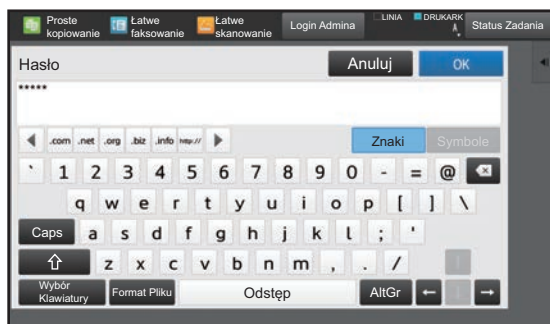 Proste kopiowanie
Łatwe faksowanie
Łatwe skanowanie
Login Admina
LINIA
DRUKARKA
Status Zadania
Hasło
Anuluj
OK
*****
.com .net .org .biz .info http://
Znaki
Symbole
` 1 2 3 4 5 6 7 8 9 0 - = @
q w e r t y u i o p [ ] \
Caps a s d f g h j k l ; '
z x c v b n m , . /
Wybór Klawiatury
Format Pliku
Odstęp
AltGr